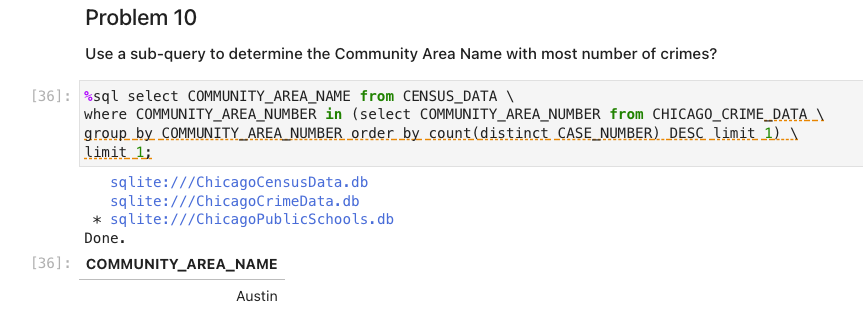 Problem 10
Use a sub-query to determine the Community Area Name with most number of crimes?
[36]: %sql select COMMUNITY_AREA_NAME from CENSUS_DATA \
where COMMUNITY_AREA_NUMBER in (select COMMUNITY_AREA_NUMBER from CHICAGO_CRIME_DATA \
group by COMMUNITY_AREA_NUMBER order by count(distinct CASE_NUMBER) DESC limit 1) \
limit 1;
sqlite:///ChicagoCensusData.db
sqlite:///ChicagoCrimeData.db
* sqlite:///ChicagoPublicSchools.db
Done.
[36]: COMMUNITY_AREA_NAME
Austin